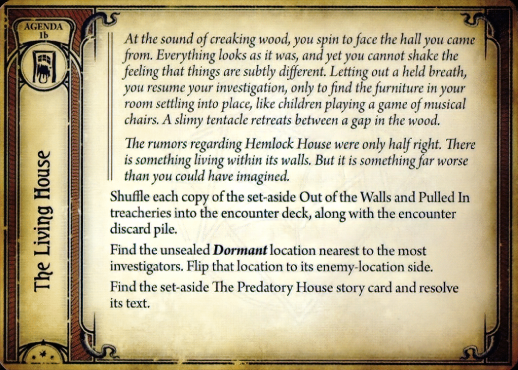 AGENDA
1b
The Living House
At the sound of creaking wood, you spin to face the hall you came
from. Everything looks as it was, and yet you cannot shake the
feeling that things are subtly different. Letting out a held breath,
you resume your investigation, only to find the furniture in your
room settling into place, like children playing a game of musical
chairs. A slimy tentacle retreats between a gap in the wood.
The rumors regarding Hemlock House were only half right. There
is something living within its walls. But it is something far worse
than you could have imagined.
Shuffle each copy of the set-aside Out of the Walls and Pulled In
treacheries into the encounter deck, along with the encounter
discard pile.
Find the unsealed Dormant location nearest to the most
investigators. Flip that location to its enemy-location side.
Find the set-aside The Predatory House story card and resolve
its text.